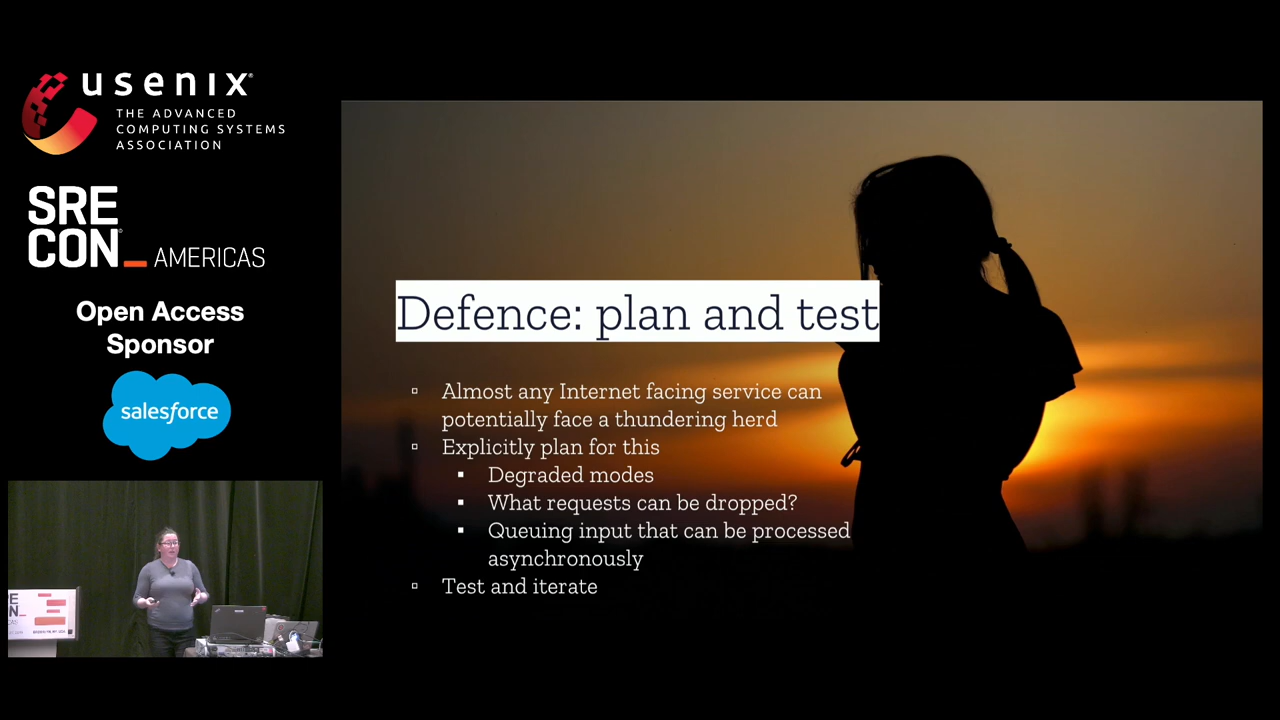 usenix
THE ADVANCED
COMPUTING SYSTEMS
ASSOCIATION
SRE
CON_ AMERICAS
Open Access
Sponsor
salesforce
Defence: plan and test
▫ Almost any Internet facing service can
potentially face a thundering herd
▫ Explicitly plan for this
▪ Degraded modes
▪ What requests can be dropped?
▪ Queuing input that can be processed
asynchronously
▫ Test and iterate